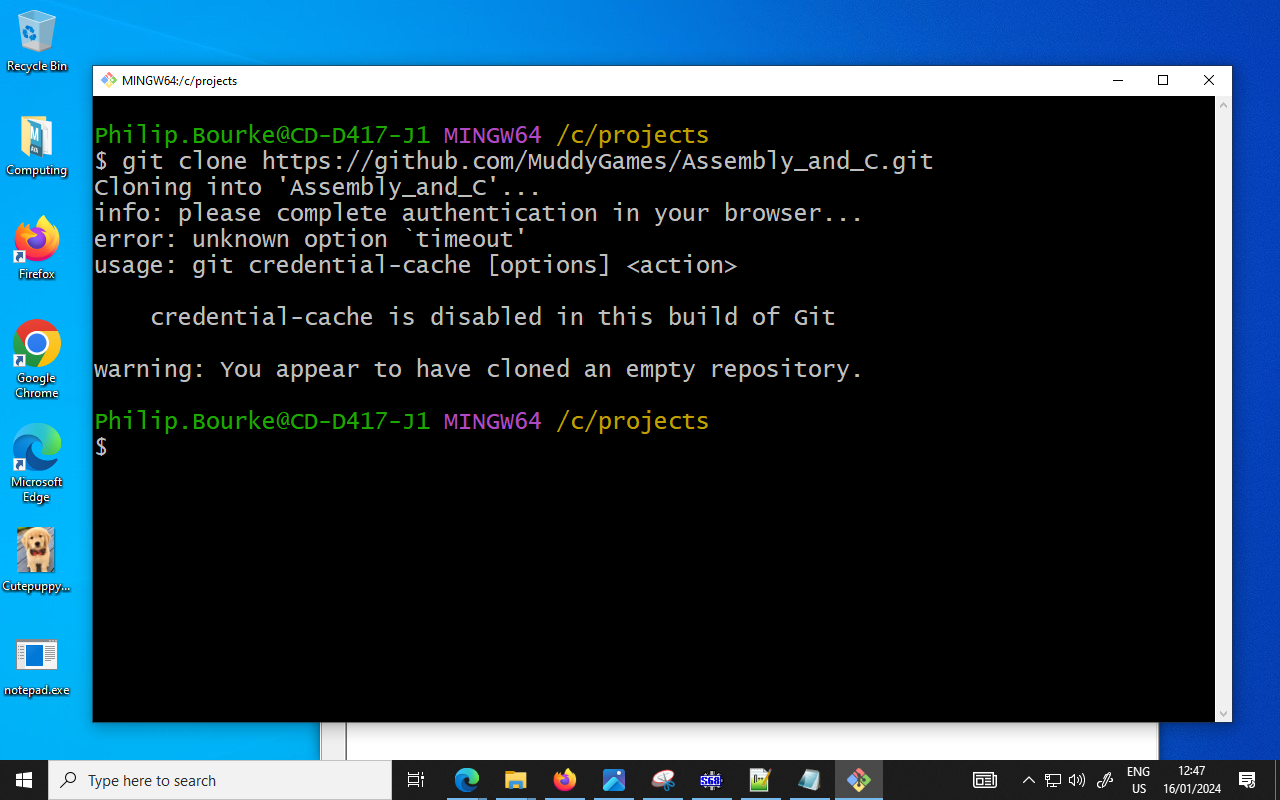 Recycle Bin
Computing
Firefox
Google
Chrome
Microsoft
Edge
Cutepuppy...
notepad.exe
MINGW64:/c/projects
Philip.Bourke@CD-D417-J1 MINGW64 /c/projects
$ git clone https://github.com/MuddyGames/Assembly_and_C.git
Cloning into 'Assembly_and_C'...
info: please complete authentication in your browser...
error: unknown option `timeout'
usage: git credential-cache [options] <action>
credential-cache is disabled in this build of Git
warning: You appear to have cloned an empty repository.
Philip.Bourke@CD-D417-J1 MINGW64 /c/projects
$
Type here to search
ENG
US
12:47
16/01/2024